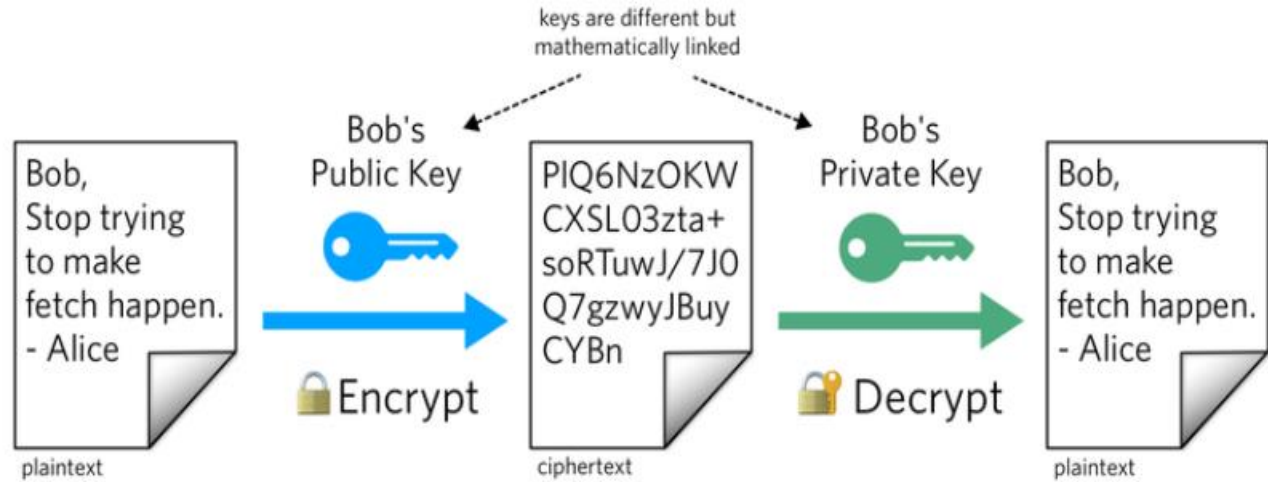 keys are different but
mathematically linked
Bob's
Public Key
Bob's
Private Key
Bob,
Stop trying
to make
fetch happen.
- Alice
PIQ6NzOKW
CXSL03zta+
soRTuwJ/7J0
Q7gzwyJBuy
CYBn
Bob,
Stop trying
to make
fetch happen.
- Alice
Encrypt
Decrypt
plaintext
ciphertext
plaintext